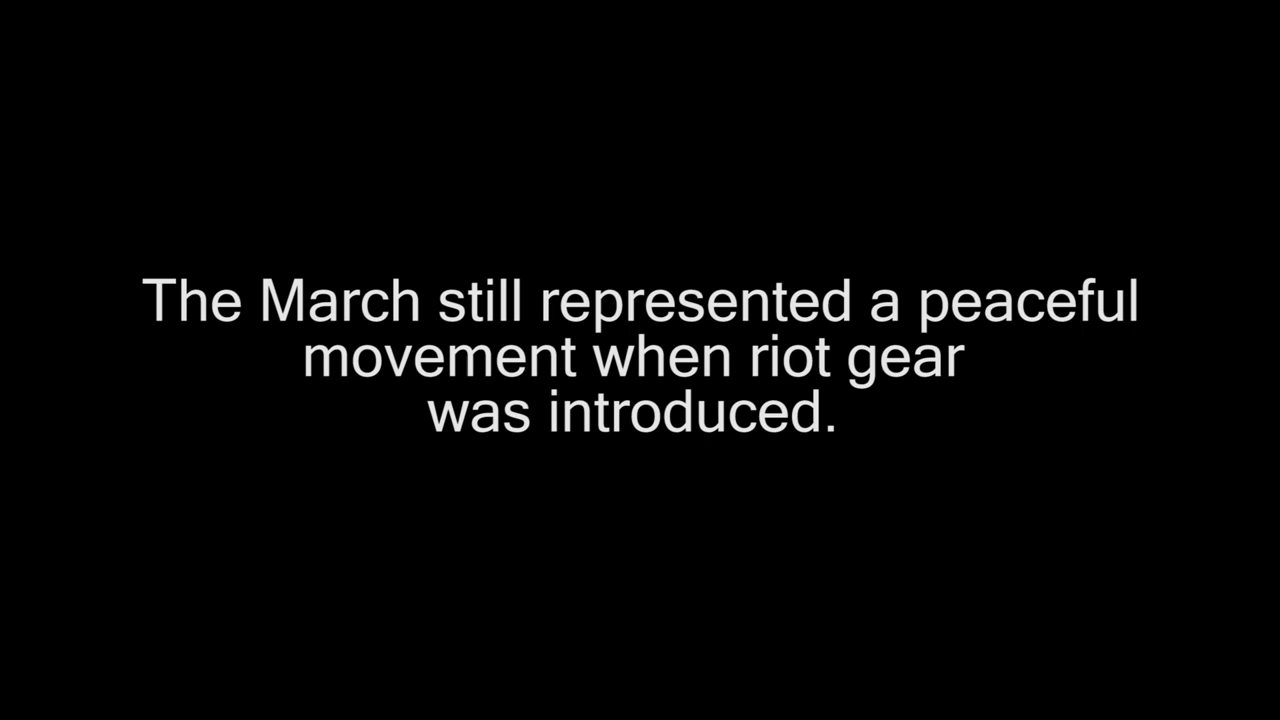 The March still represented a peaceful
movement when riot gear
was introduced.